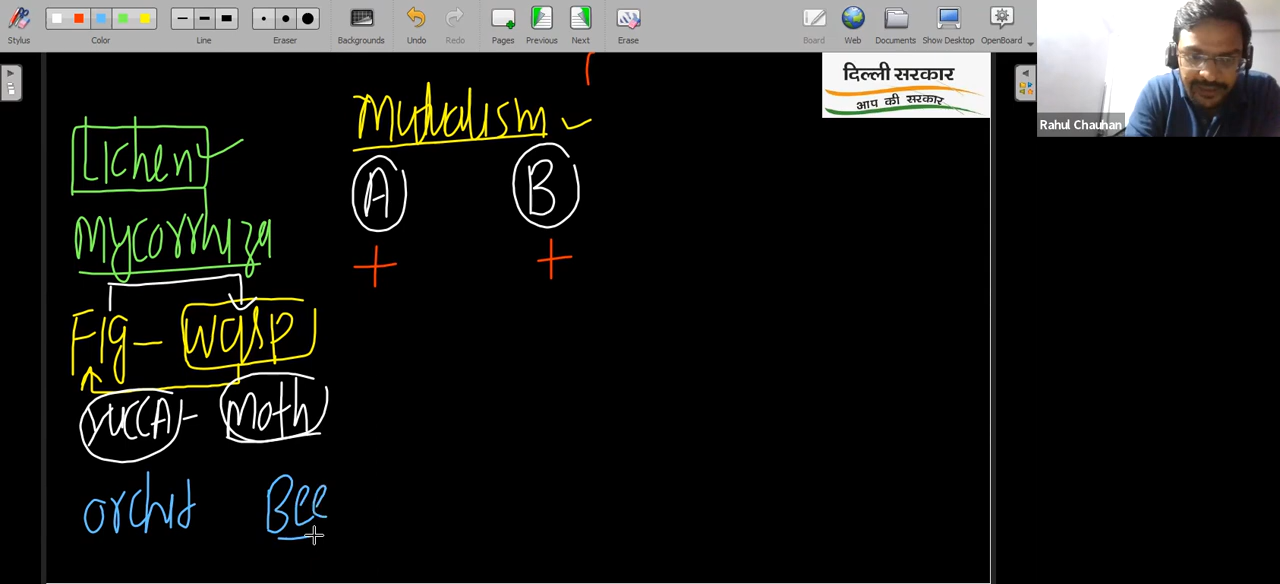 Stylus
Color
Line
Eraser
Backgrounds
Undo
Redo
Pages
Previous
Next
Erase
Board
Web
Documents
Show Desktop
OpenBoard
Rahul Chauhan
दिल्ली सरकार
आप की सरकार
Mutualism
A B
+ +
Lichen
Mycorrhiza
Fig - wasp
YUCCA - Moth
orchid Bee